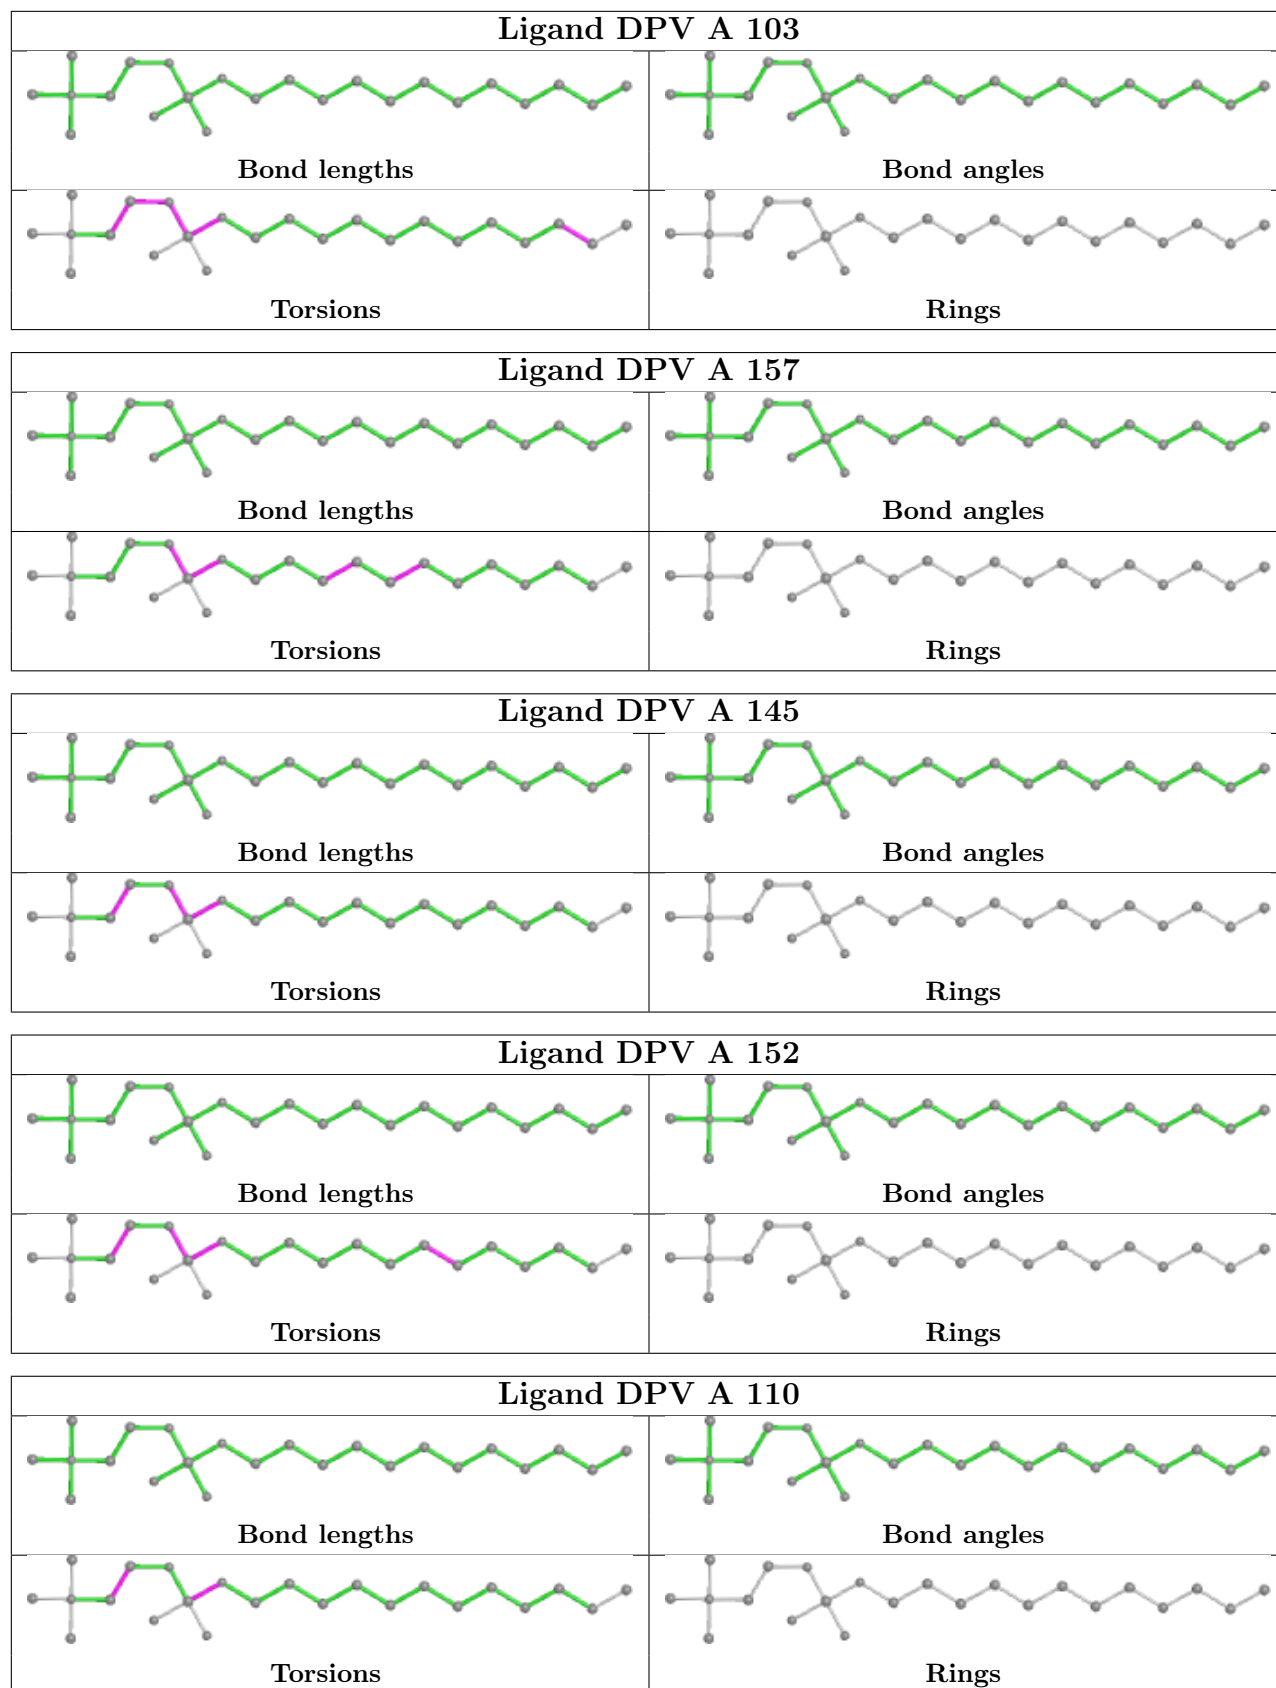 Ligand DPV A 103
Bond lengths
Bond angles
Torsions
Rings
Ligand DPV A 157
Bond lengths
Bond angles
Torsions
Rings
Ligand DPV A 145
Bond lengths
Bond angles
Torsions
Rings
Ligand DPV A 152
Bond lengths
Bond angles
Torsions
Rings
Ligand DPV A 110
Bond lengths
Bond angles
Torsions
Rings